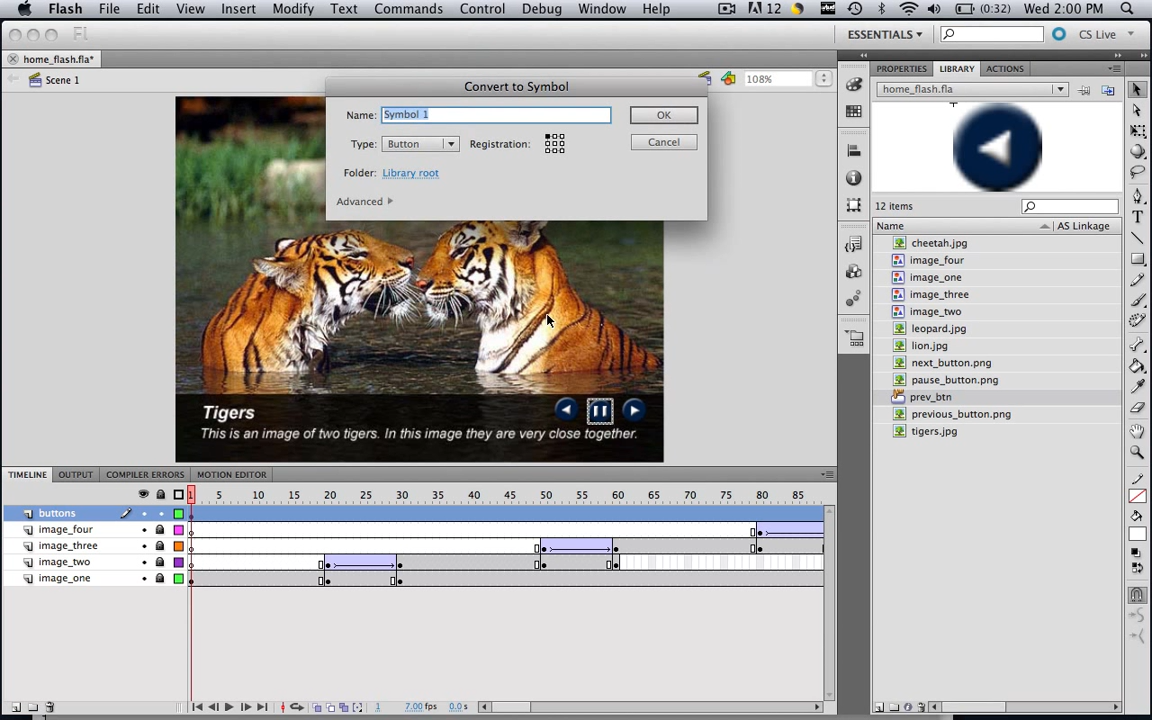 Flash File Edit View Insert Modify Text Commands Control Debug Window Help 12 (0:32) Wed 2:00 PM
Fl ESSENTIALS CS Live
home_flash.fla* PROPERTIES LIBRARY ACTIONS
Scene 1 108%
home_flash.fla
Convert to Symbol
Name: Symbol 1 OK
Type: Button Registration: Cancel
Folder: Library root
Advanced
12 items
Name AS Linkage
cheetah.jpg
image_four
image_one
image_three
image_two
leopard.jpg
lion.jpg
next_button.png
pause_button.png
prev_btn
previous_button.png
tigers.jpg
Tigers
This is an image of two tigers. In this image they are very close together.
TIMELINE OUTPUT COMPILER ERRORS MOTION EDITOR
1 5 10 15 20 25 30 35 40 45 50 55 60 65 70 75 80 85
buttons
image_four
image_three
image_two
image_one
1 7.00 fps 0.0 s